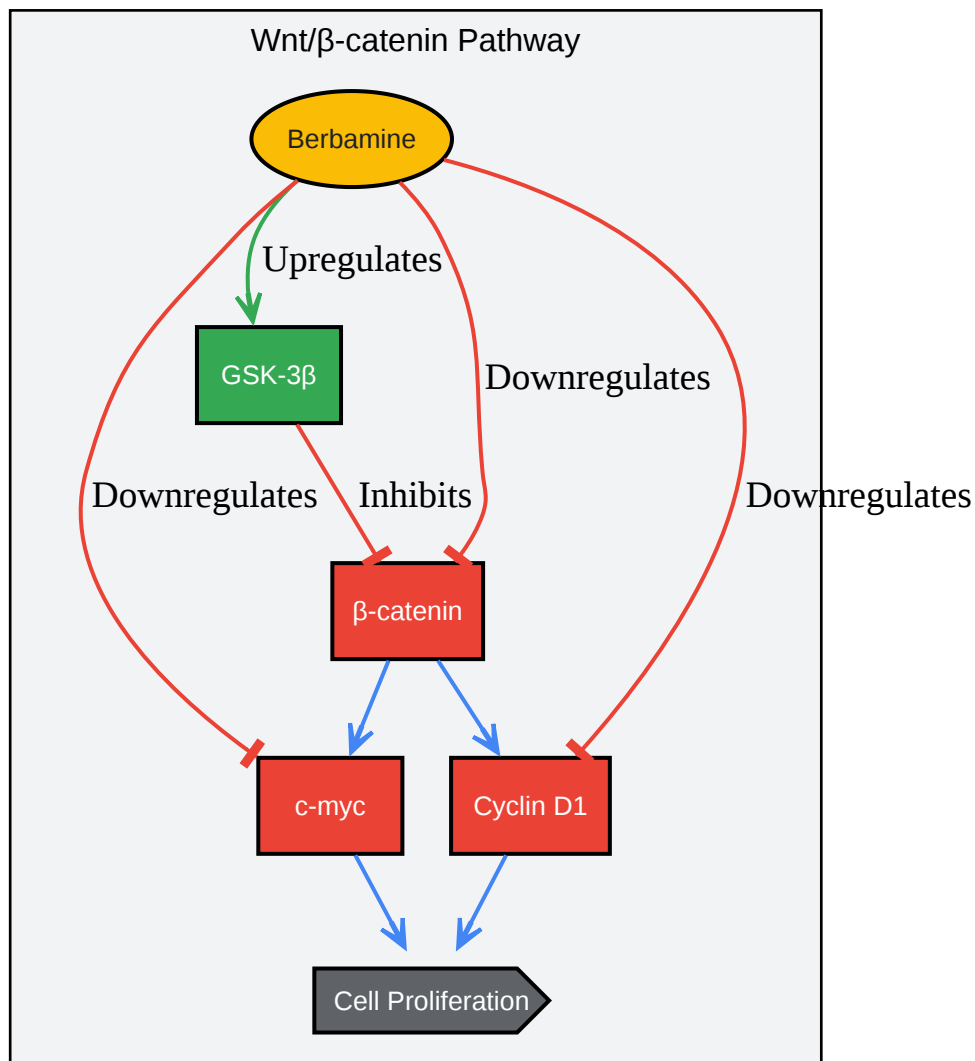 Wnt/β-catenin Pathway
Berbamine
Upregulates
GSK-3β
Downregulates
Downregulates
Inhibits
Downregulates
β-catenin
c-myc
Cyclin D1
Cell Proliferation